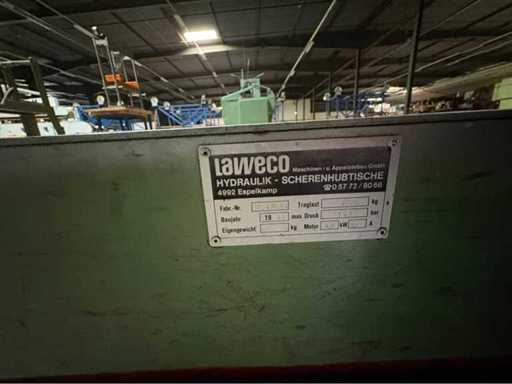 LAWECO Maschinen- u. Apparatebau GmbH
HYDRAULIK - SCHERENHUBTISCHE
4992 Espelkamp ☎ 0 57 72 / 80 66
Fabr.-Nr. Traglast kg
Baujahr 19 max. Druck bar
Eigengewicht kg Motor kW A